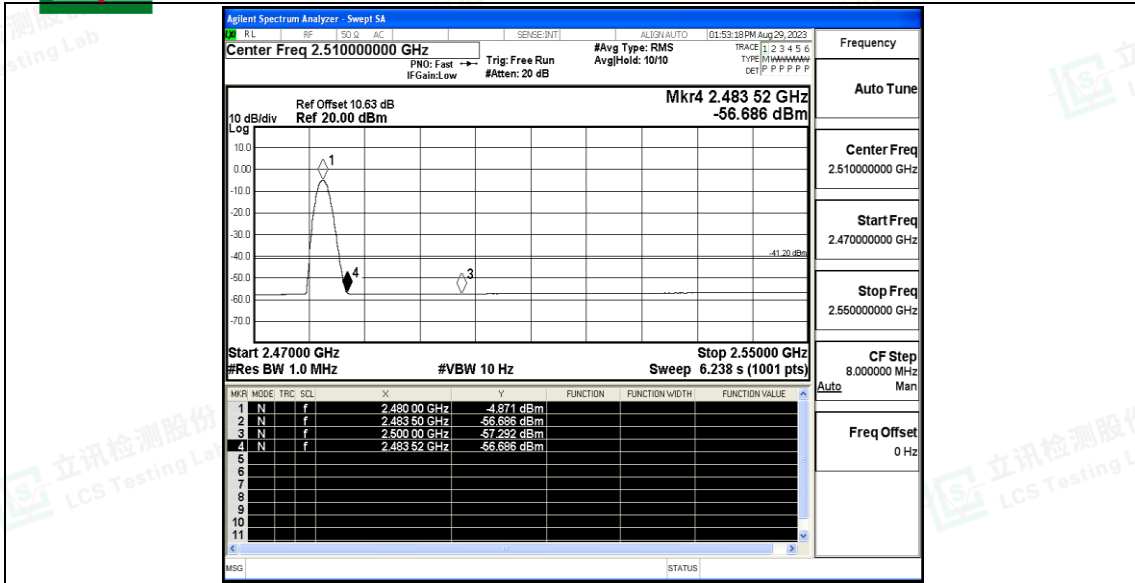 Agilent Spectrum Analyzer - Swept SA
RL RF 50 Ω AC SENSE:INT ALIGNAUTO 01:53:18PM Aug 29, 2023
Center Freq 2.510000000 GHz
PNO: Fast
IFGain:Low
Trig: Free Run
#Atten: 20 dB
#Avg Type: RMS
Avg|Hold: 10/10
TRACE 1 2 3 4 5 6
TYPE M
DET P P P P P P
Ref Offset 10.63 dB
10 dB/div Ref 20.00 dBm
Log
Mkr4 2.483 52 GHz
-56.686 dBm
10.0
0.00
-10.0
-20.0
-30.0
-40.0
-50.0
-60.0
-70.0
1
4
3
-41.20 dBm
Start 2.47000 GHz Stop 2.55000 GHz
#Res BW 1.0 MHz #VBW 10 Hz Sweep 6.238 s (1001 pts)
MKR MODE TRC SCL X Y FUNCTION FUNCTION WIDTH FUNCTION VALUE
1 N f 2.480 00 GHz -4.871 dBm
2 N f 2.483 50 GHz -56.686 dBm
3 N f 2.500 00 GHz -57.292 dBm
4 N f 2.483 52 GHz -56.686 dBm
5
6
7
8
9
10
11
MSG STATUS
Frequency
Auto Tune
Center Freq
2.510000000 GHz
Start Freq
2.470000000 GHz
Stop Freq
2.550000000 GHz
CF Step
8.000000 MHz
Auto Man
Freq Offset
0 Hz
立讯检测股份
LCS Testing Lab
立讯检测股份
LCS Testing L